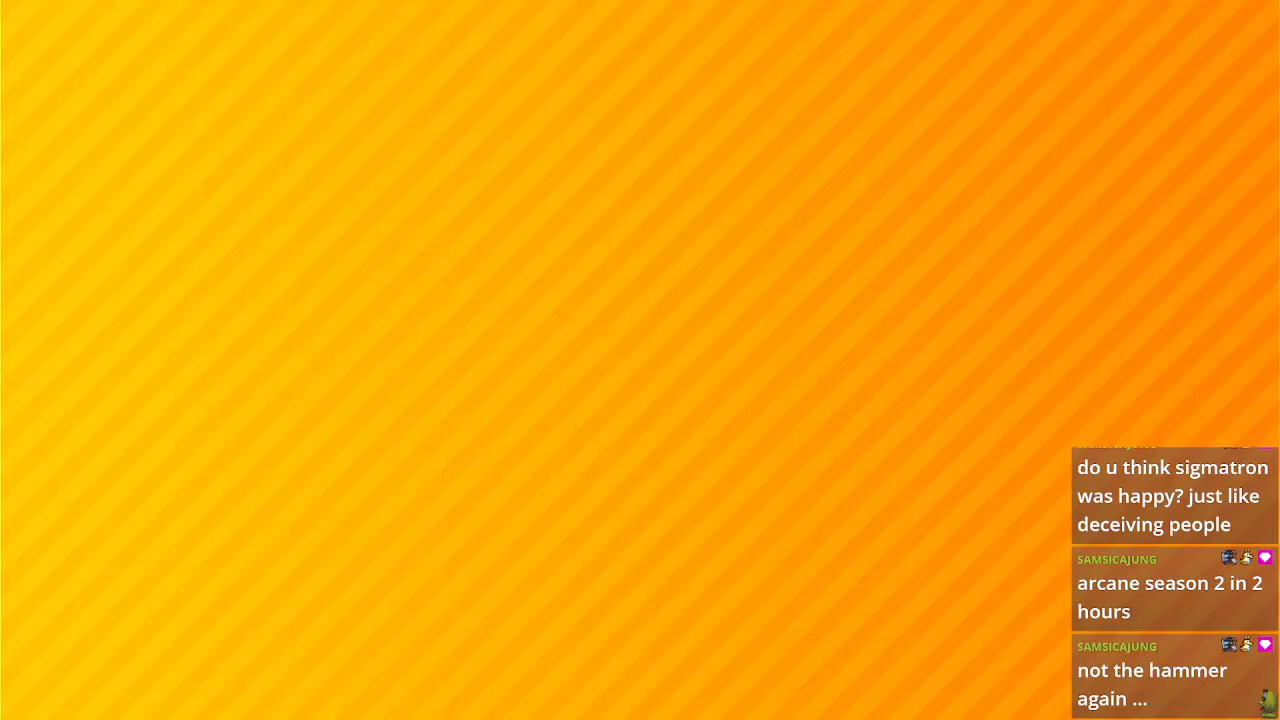 do u think sigmatron
was happy? just like
deceiving people
SAMSICAJUNG
arcane season 2 in 2
hours
SAMSICAJUNG
not the hammer
again ...